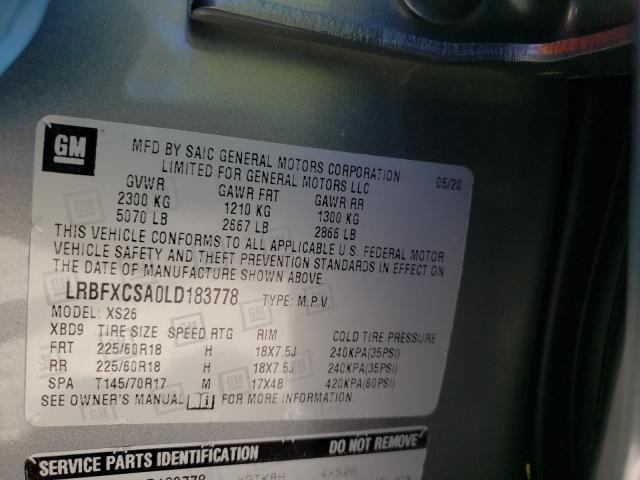 GM
MFD BY SAIC GENERAL MOTORS CORPORATION
LIMITED FOR GENERAL MOTORS LLC
05/20
GVWR GAWR FRT GAWR RR
2300 KG 1210 KG 1300 KG
5070 LB 2667 LB 2866 LB
THIS VEHICLE CONFORMS TO ALL APPLICABLE U.S. FEDERAL MOTOR
VEHICLE SAFETY AND THEFT PREVENTION STANDARDS IN EFFECT ON
THE DATE OF MANUFACTURE SHOWN ABOVE.
LRBFXCSA0LD183778 TYPE: M.P.V.
MODEL: XS26
XBD9 TIRE SIZE SPEED RTG RIM COLD TIRE PRESSURE
FRT 225/60R18 H 18X7.5J 240KPA(35PSI)
RR 225/60R18 H 18X7.5J 240KPA(35PSI)
SPA T145/70R17 M 17X4B 420KPA(60PSI)
SEE OWNER'S MANUAL FOR MORE INFORMATION.
SERVICE PARTS IDENTIFICATION DO NOT REMOVE
4XS26